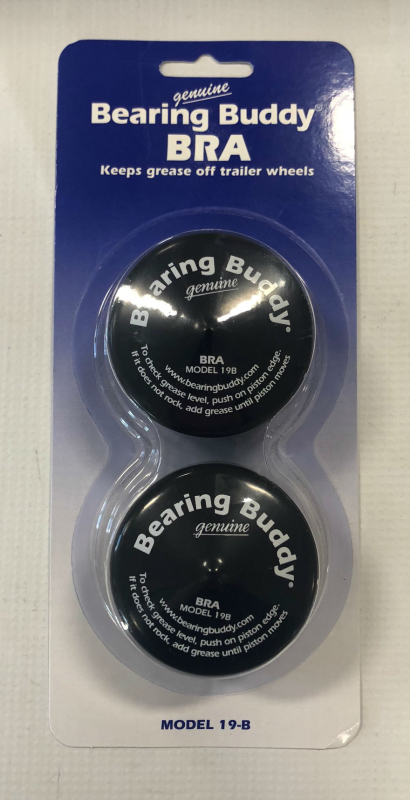 genuine
Bearing Buddy®
BRA
Keeps grease off trailer wheels
Bearing Buddy®
genuine
BRA
MODEL 19B
www.bearingbuddy.com
To check grease level, push on piston edge.
If it does not rock, add grease until piston moves
Bearing Buddy®
genuine
BRA
MODEL 19B
www.bearingbuddy.com
To check grease level, push on piston edge.
If it does not rock, add grease until piston moves
MODEL 19-B